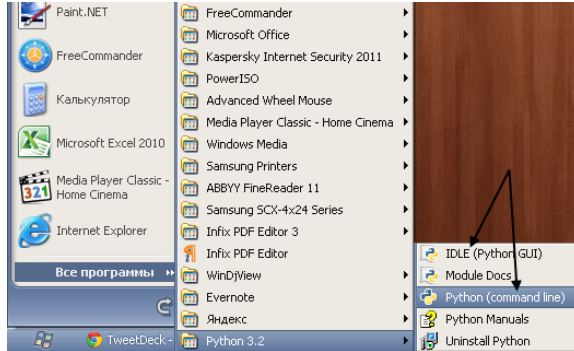 Paint.NET
FreeCommander
Калькулятор
Microsoft Excel 2010
Media Player Classic -
Home Cinema
Internet Explorer
Все программы
TweetDeck -
FreeCommander
Microsoft Office
Kaspersky Internet Security 2011
PowerISO
Advanced Wheel Mouse
Media Player Classic - Home Cinema
Windows Media
Samsung Printers
ABBYY FineReader 11
Samsung SCX-4x24 Series
Infix PDF Editor 3
Infix PDF Editor
WinDjView
Evernote
Яндекс
Python 3.2
IDLE (Python GUI)
Module Docs
Python (command line)
Python Manuals
Uninstall Python